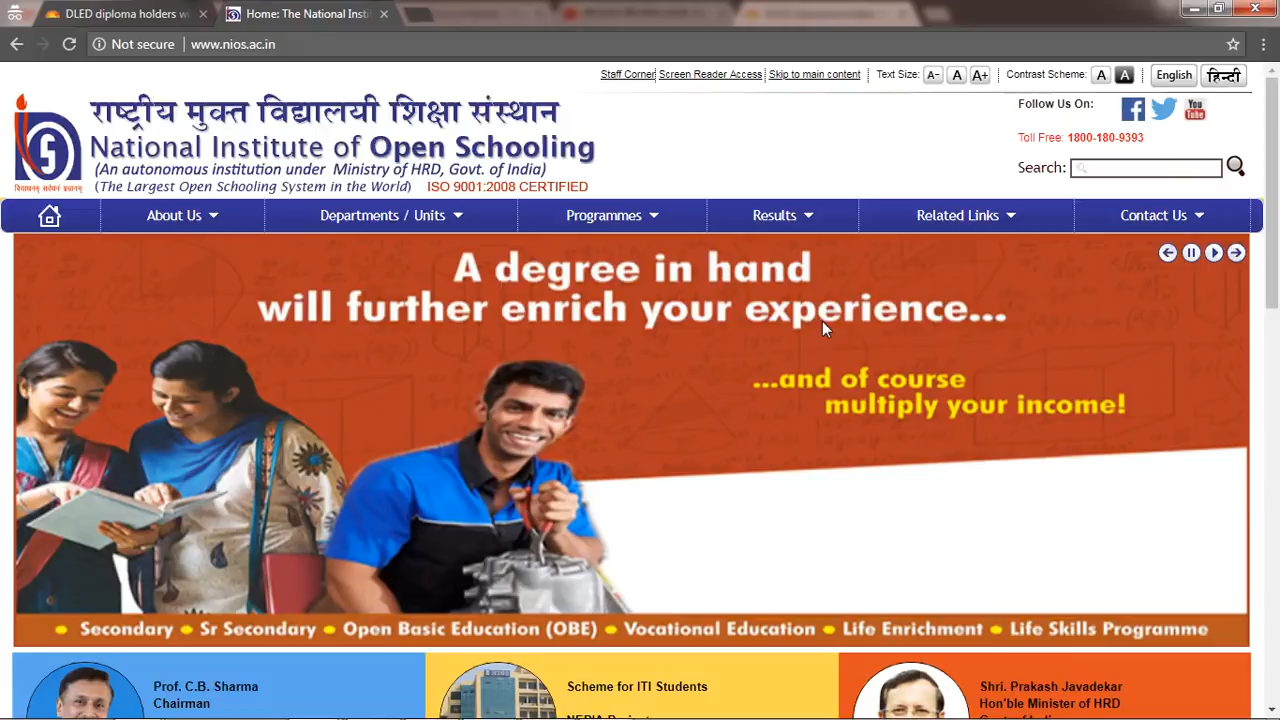 DLED diploma holders w
Home: The National Insti
Not secure | www.nios.ac.in
Staff Corner Screen Reader Access Skip to main content Text Size: A- A A+ Contrast Scheme: A A English हिन्दी
राष्ट्रीय मुक्त विद्यालयी शिक्षा संस्थान
National Institute of Open Schooling
(An autonomous institution under Ministry of HRD, Govt. of India)
(The Largest Open Schooling System in the World) ISO 9001:2008 CERTIFIED
Follow Us On: You Tube
Toll Free: 1800-180-9393
Search:
About Us Departments / Units Programmes Results Related Links Contact Us
A degree in hand
will further enrich your experience...
...and of course
multiply your income!
Secondary Sr Secondary Open Basic Education (OBE) Vocational Education Life Enrichment Life Skills Programme
Prof. C.B. Sharma
Chairman
Scheme for ITI Students
Shri. Prakash Javadekar
Hon'ble Minister of HRD